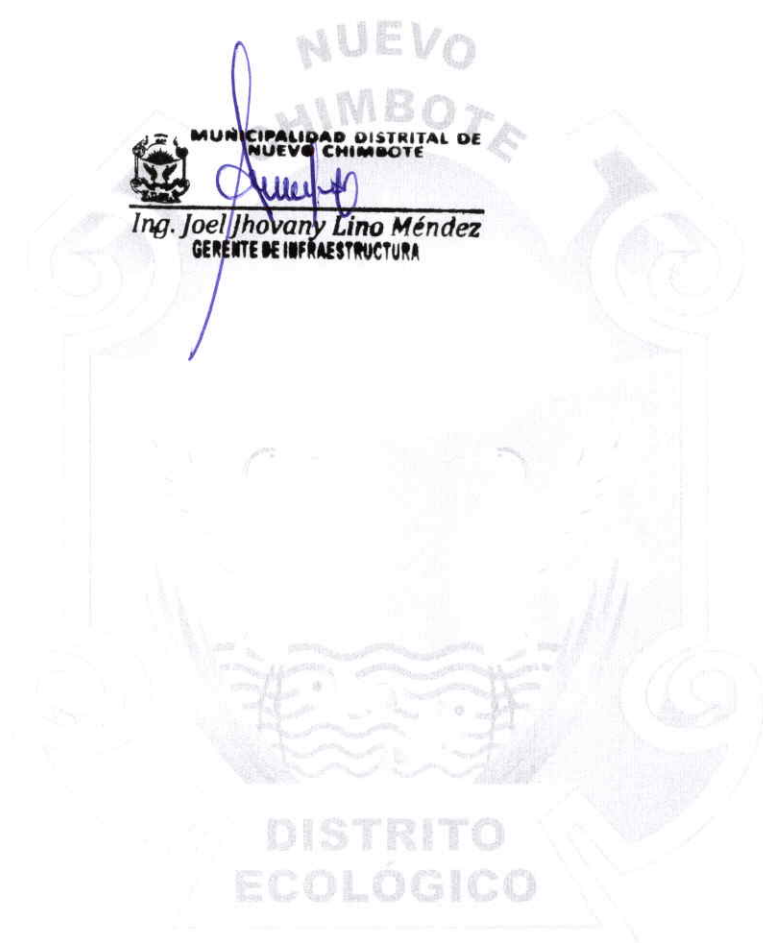 NUEVO
CHIMBOTE
MUNICIPALIDAD DISTRITAL DE
NUEVO CHIMBOTE
Ing. Joel Jhovany Lino Méndez
GERENTE DE INFRAESTRUCTURA
DISTRITO
ECOLÓGICO